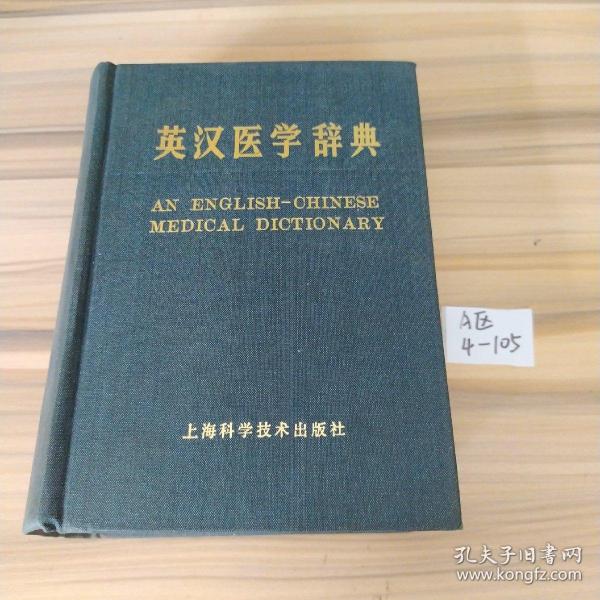 英汉医学辞典
AN ENGLISH-CHINESE
MEDICAL DICTIONARY
A区
4-105
上海科学技术出版社
孔夫子旧书网
www.kongfz.com